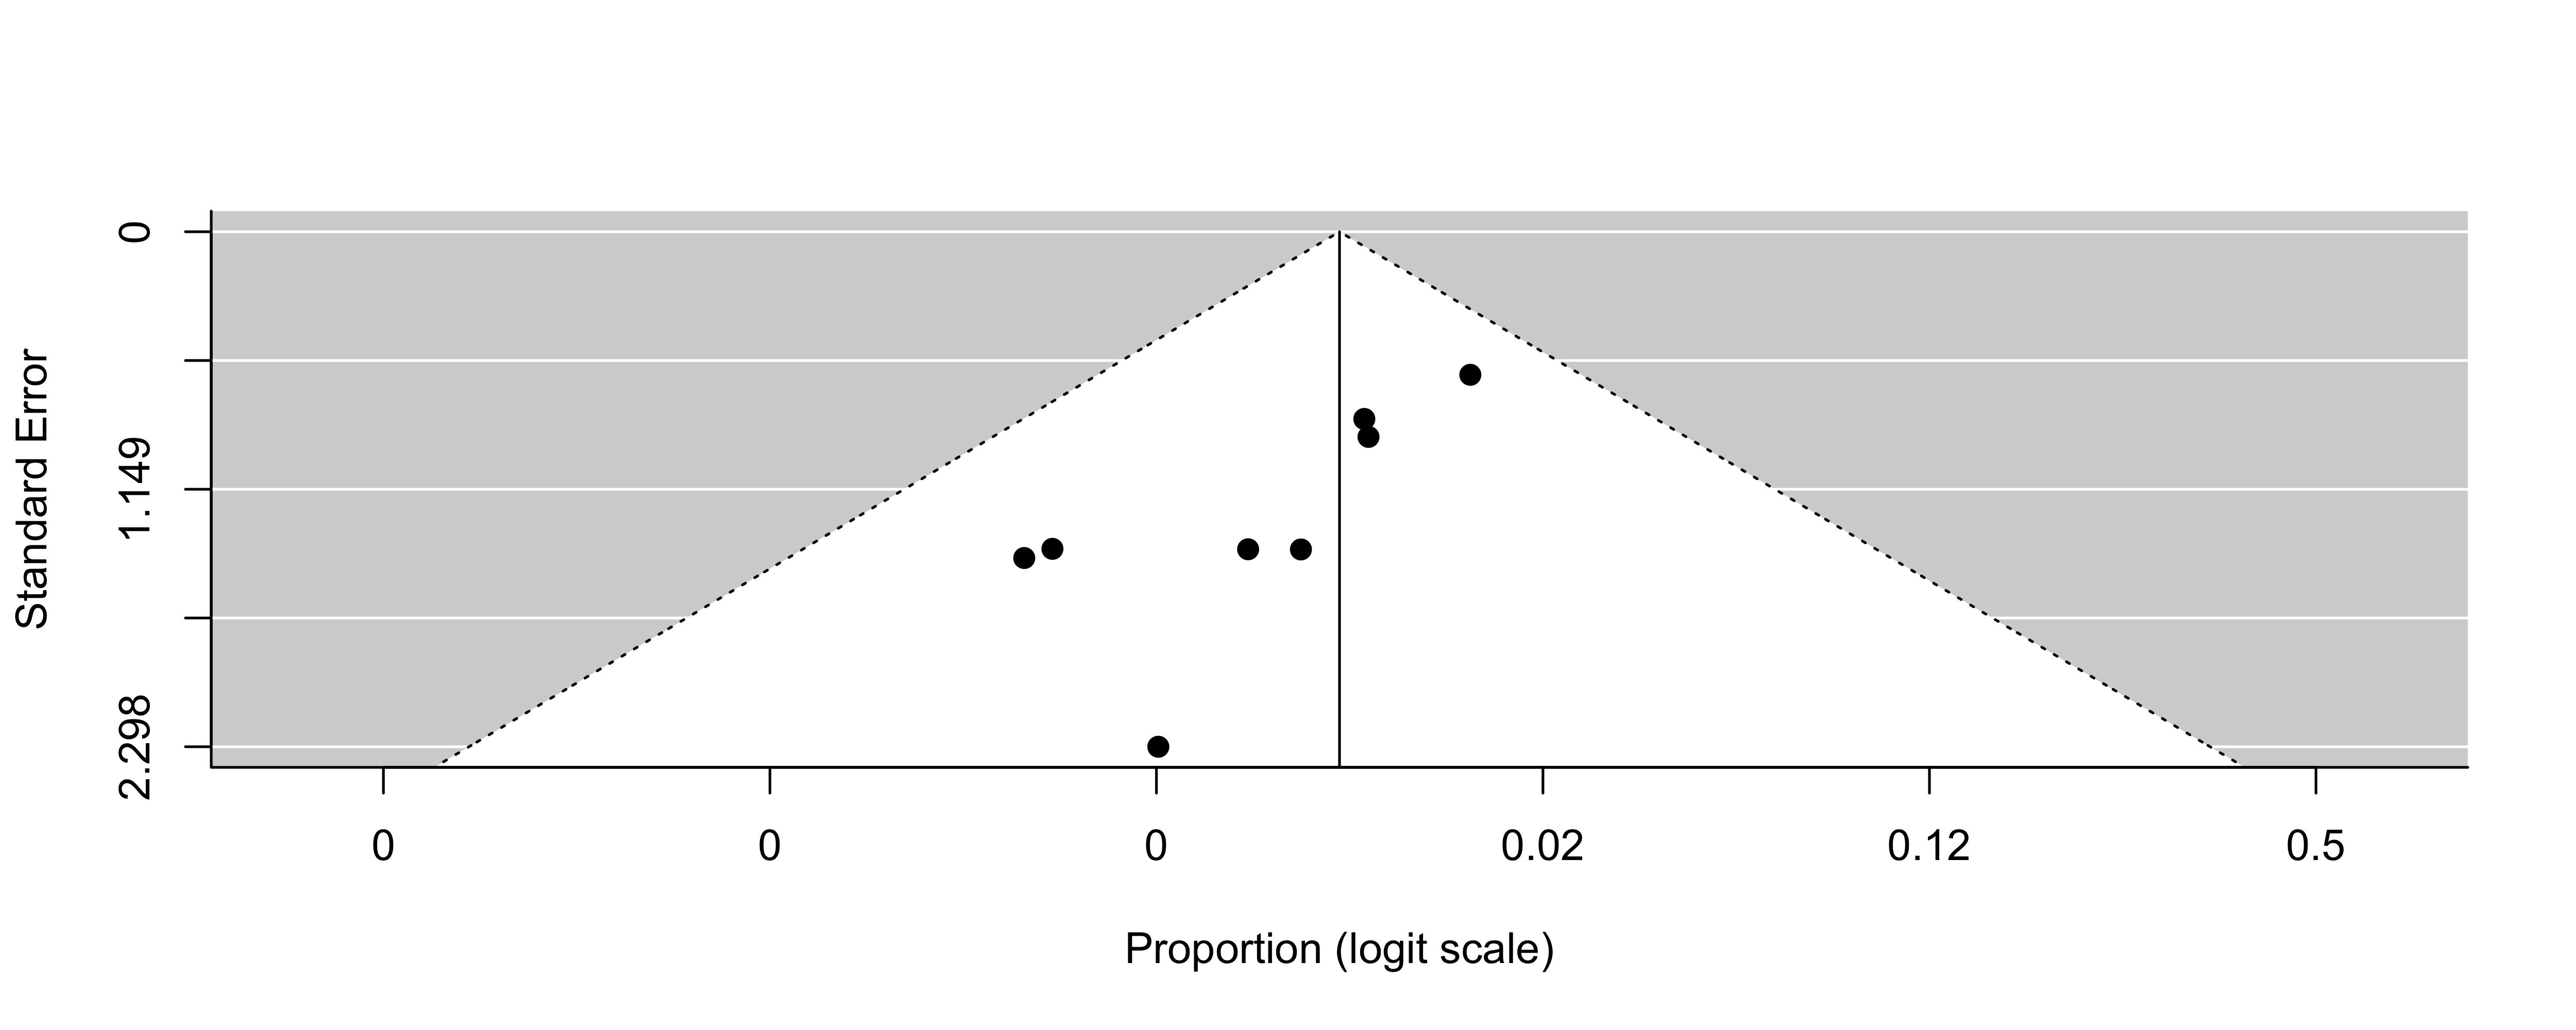 0
1.149
2.298
Standard Error
0 0 0 0.02 0.12 0.5
Proportion (logit scale)